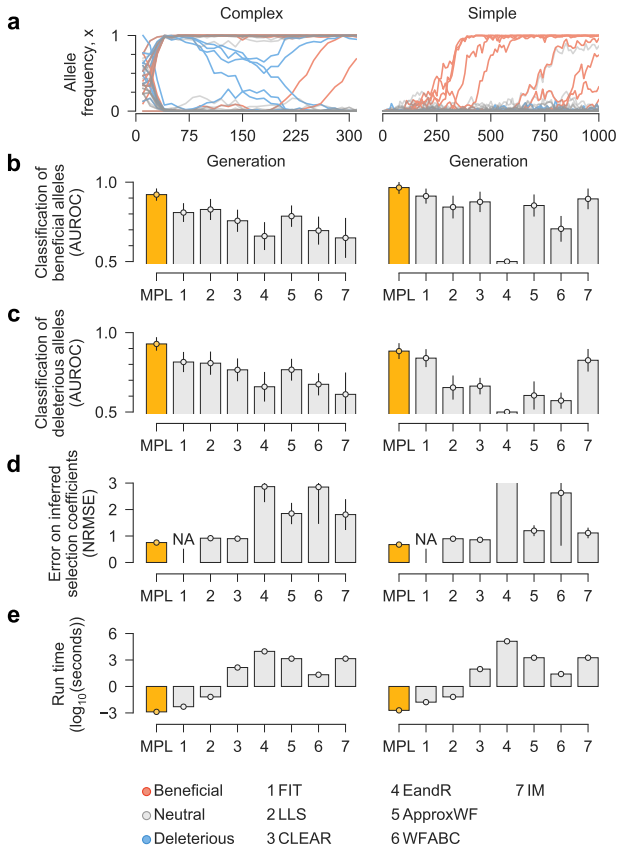 a
Complex
Simple
Allele
frequency, x
1
0
0 75 150 225 300
0 250 500 750 1000
Generation
Generation
b
Classification of
beneficial alleles
(AUROC)
1.0
0.5
MPL 1 2 3 4 5 6 7
MPL 1 2 3 4 5 6 7
c
Classification of
deleterious alleles
(AUROC)
1.0
0.5
MPL 1 2 3 4 5 6 7
MPL 1 2 3 4 5 6 7
d
Error on inferred
selection coefficients
(NRMSE)
3
2
1
0
NA
NA
MPL 1 2 3 4 5 6 7
MPL 1 2 3 4 5 6 7
e
Run time
(log10(seconds))
6
3
0
−3
MPL 1 2 3 4 5 6 7
MPL 1 2 3 4 5 6 7
Beneficial 1 FIT 4 EandR 7 IM
Neutral 2 LLS 5 ApproxWF
Deleterious 3 CLEAR 6 WFABC